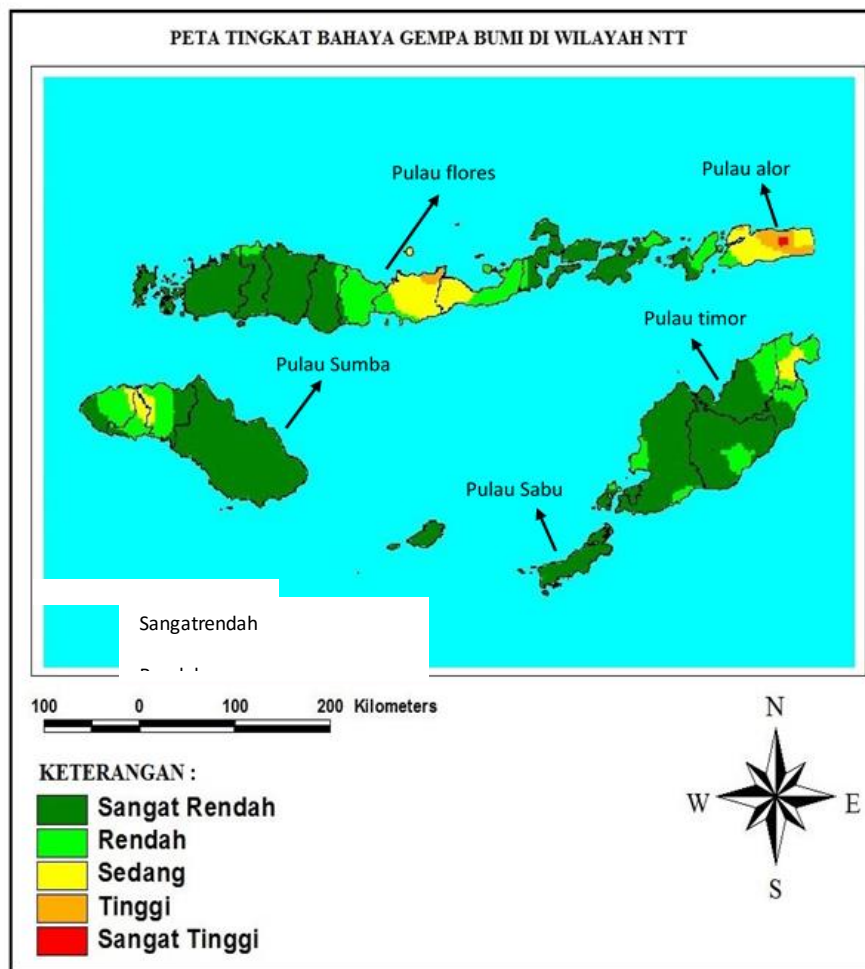 PETA TINGKAT BAHAYA GEMPA BUMI DI WILAYAH NTT
Pulau flores
Pulau alor
Pulau timor
Pulau Sumba
Pulau Sabu
Sangatrendah
100 0 100 200 Kilometers
N
W E
S
KETERANGAN :
Sangat Rendah
Rendah
Sedang
Tinggi
Sangat Tinggi